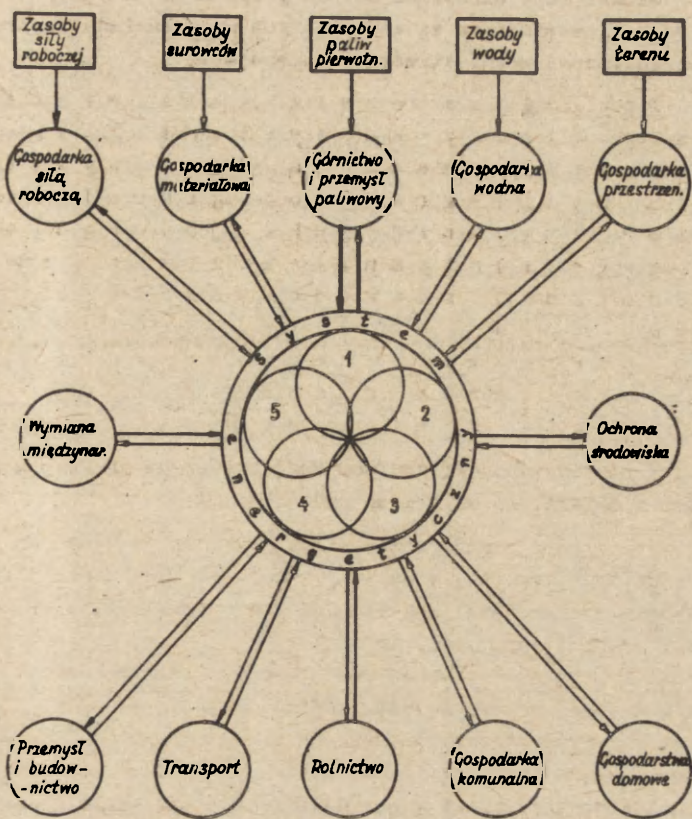 Zasoby
siły
roboczej
Zasoby
surowców
Zasoby
paliw
pierwotn.
Zasoby
wody
Zasoby
terenu
Gospodarka
siłą
roboczą
Gospodarka
materiałowa
Górnictwo
i przemysł
paliwowy
Gospodarka
wodna
Gospodarka
przestrzen.
System
energetyczny
1
2
3
4
5
Wymiana
międzynar.
Ochrona
środowiska
Przemysł
i budow-
-nictwo
Transport
Rolnictwo
Gospodarka
komunalna
Gospodarstwa
domowe